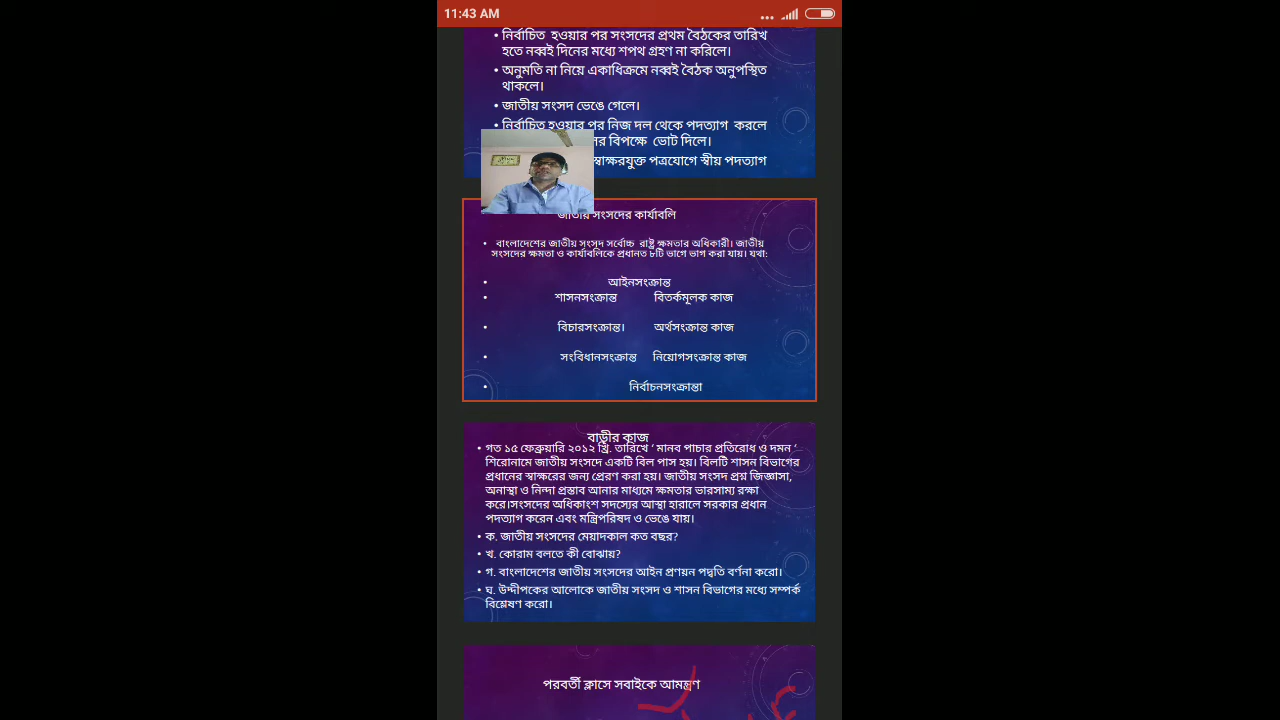 11:43 AM
• নির্বাচিত হওয়ার পর সংসদের প্রথম বৈঠকের তারিখ
হতে নব্বই দিনের মধ্যে শপথ গ্রহণ না করিলে।
• অনুমতি না নিয়ে একাধিক্রমে নব্বই বৈঠক অনুপস্থিত
থাকলে।
• জাতীয় সংসদ ভেঙে গেলে।
• নির্বাচিত হওয়ার পর নিজ দল থেকে পদত্যাগ করলে
বিপক্ষে ভোট দিলে।
স্বাক্ষরযুক্ত পত্রযোগে স্বীয় পদত্যাগ
জাতীয় সংসদের কার্যাবলি
• বাংলাদেশের জাতীয় সংসদ সর্বোচ্চ রাষ্ট্র ক্ষমতার অধিকারী। জাতীয়
সংসদের ক্ষমতা ও কার্যাবলিকে প্রধানত ৮টি ভাগে ভাগ করা যায়। যথা:
• আইনসংক্রান্ত
• শাসনসংক্রান্ত বিতর্কমূলক কাজ
• বিচারসংক্রান্ত। অর্থসংক্রান্ত কাজ
• সংবিধানসংক্রান্ত নিয়োগসংক্রান্ত কাজ
• নির্বাচনসংক্রান্তা
বাড়ীর কাজ
• গত ১৫ ফেব্রুয়ারি ২০১২ খ্রি. তারিখে ‘ মানব পাচার প্রতিরোধ ও দমন ’
শিরোনামে জাতীয় সংসদে একটি বিল পাস হয়। বিলটি শাসন বিভাগের
প্রধানের স্বাক্ষরের জন্য প্রেরণ করা হয়। জাতীয় সংসদ প্রশ্ন জিজ্ঞাসা,
অনাস্থা ও নিন্দা প্রস্তাব আনার মাধ্যমে ক্ষমতার ভারসাম্য রক্ষা
করে।সংসদের অধিকাংশ সদস্যের আস্থা হারালে সরকার প্রধান
পদত্যাগ করেন এবং মন্ত্রিপরিষদ ও ভেঙে যায়।
• ক. জাতীয় সংসদের মেয়াদকাল কত বছর?
• খ. কোরাম বলতে কী বোঝায়?
• গ. বাংলাদেশের জাতীয় সংসদের আইন প্রণয়ন পদ্বতি বর্ণনা করো।
• ঘ. উদ্দীপকের আলোকে জাতীয় সংসদ ও শাসন বিভাগের মধ্যে সম্পর্ক
বিশ্লেষণ করো।
পরবর্তী ক্লাসে সবাইকে আমন্ত্রণ